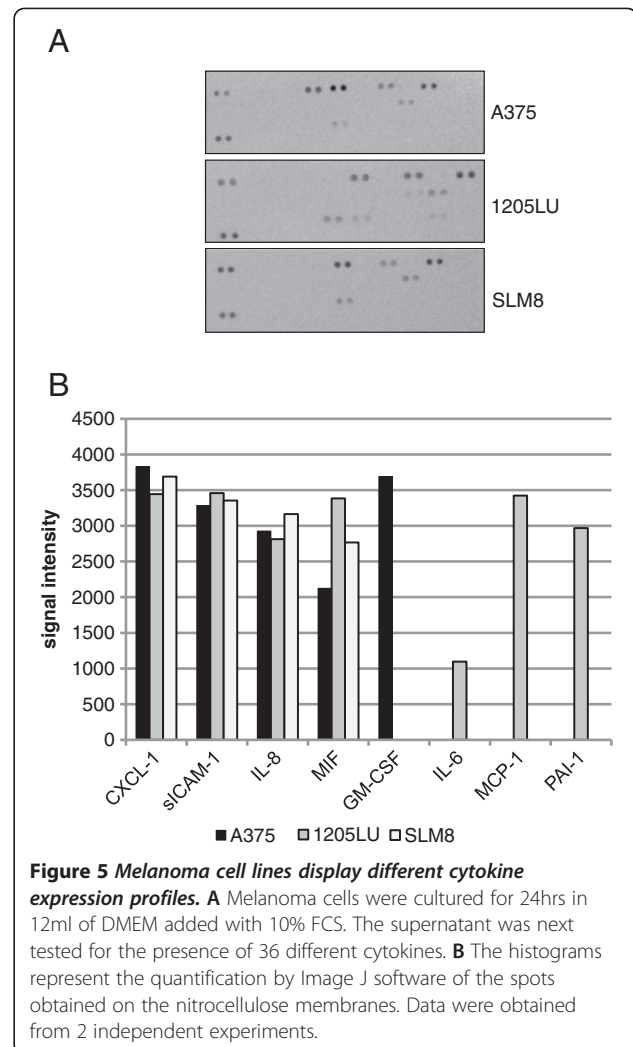 A
A375
1205LU
SLM8
B
4500
4000
3500
3000
2500
2000
1500
1000
500
0
signal intensity
CXCL-1
sICAM-1
IL-8
MIF
GM-CSF
IL-6
MCP-1
PAI-1
A375 1205LU SLM8
Figure 5 Melanoma cell lines display different cytokine
expression profiles. A Melanoma cells were cultured for 24hrs in
12ml of DMEM added with 10% FCS. The supernatant was next
tested for the presence of 36 different cytokines. B The histograms
represent the quantification by Image J software of the spots
obtained on the nitrocellulose membranes. Data were obtained
from 2 independent experiments.